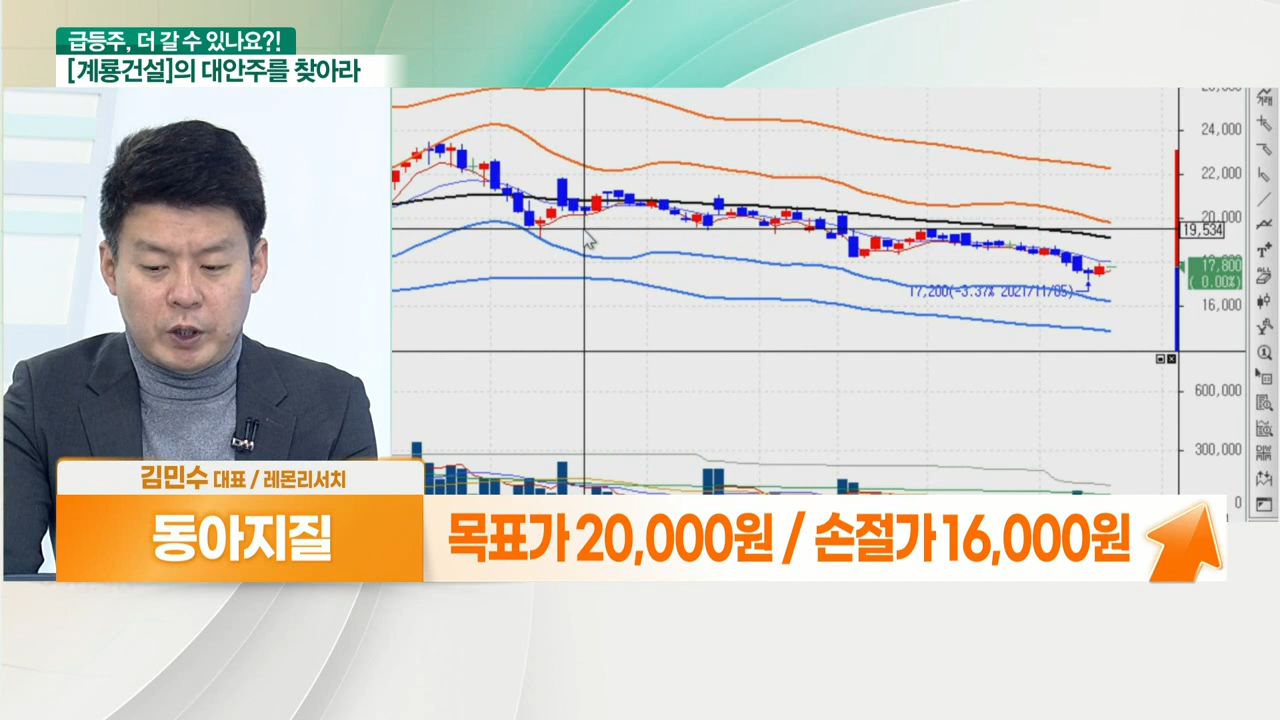 급등주, 더 갈 수 있나요?!
[계룡건설]의 대안주를 찾아라
24,000
22,000
20,000
19,534
17,800
( 0.00%)
17,200(-3.37% 2021/11/05)
16,000
600,000
300,000
0
김민수 대표 / 레몬리서치
동아지질
목표가 20,000원 / 손절가 16,000원